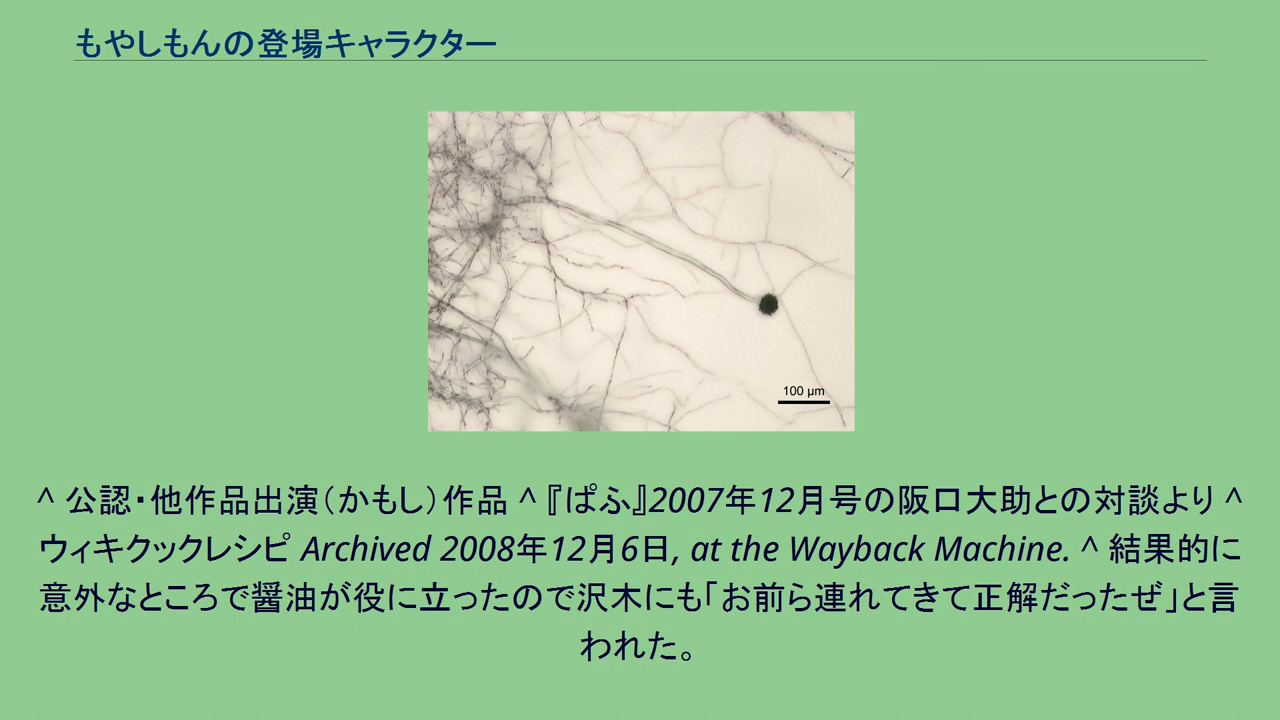 もやしもんの登場キャラクター
100 µm
^ 公認・他作品出演（かもし）作品 ^ 『ぱふ』2007年12月号の阪口大助との対談より ^
ウィキクックレシピ Archived 2008年12月6日, at the Wayback Machine. ^ 結果的に
意外なところで醤油が役に立ったので沢木にも「お前ら連れてきて正解だったぜ」と言
われた。